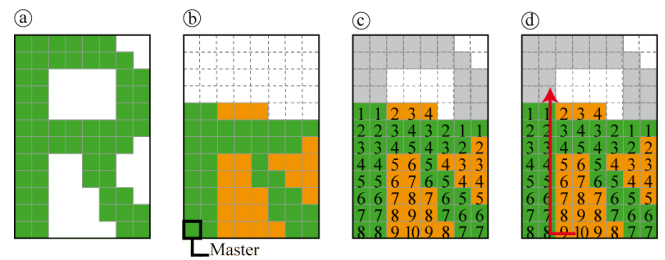 a b c d
1 1 2 3 4 1 1 2 3 4
2 2 3 4 3 2 1 1 2 2 3 4 3 2 1 1
3 3 4 5 4 3 2 2 3 3 4 5 4 3 2 2
4 4 5 6 5 4 3 3 4 4 5 6 5 4 3 3
5 5 6 7 6 5 4 4 5 5 6 7 6 5 4 4
6 6 7 8 7 6 5 5 6 6 7 8 7 6 5 5
7 7 8 9 8 7 6 6 7 7 8 9 8 7 6 6
8 8 9 10 9 8 7 7 8 8 9 10 9 8 7 7
Master